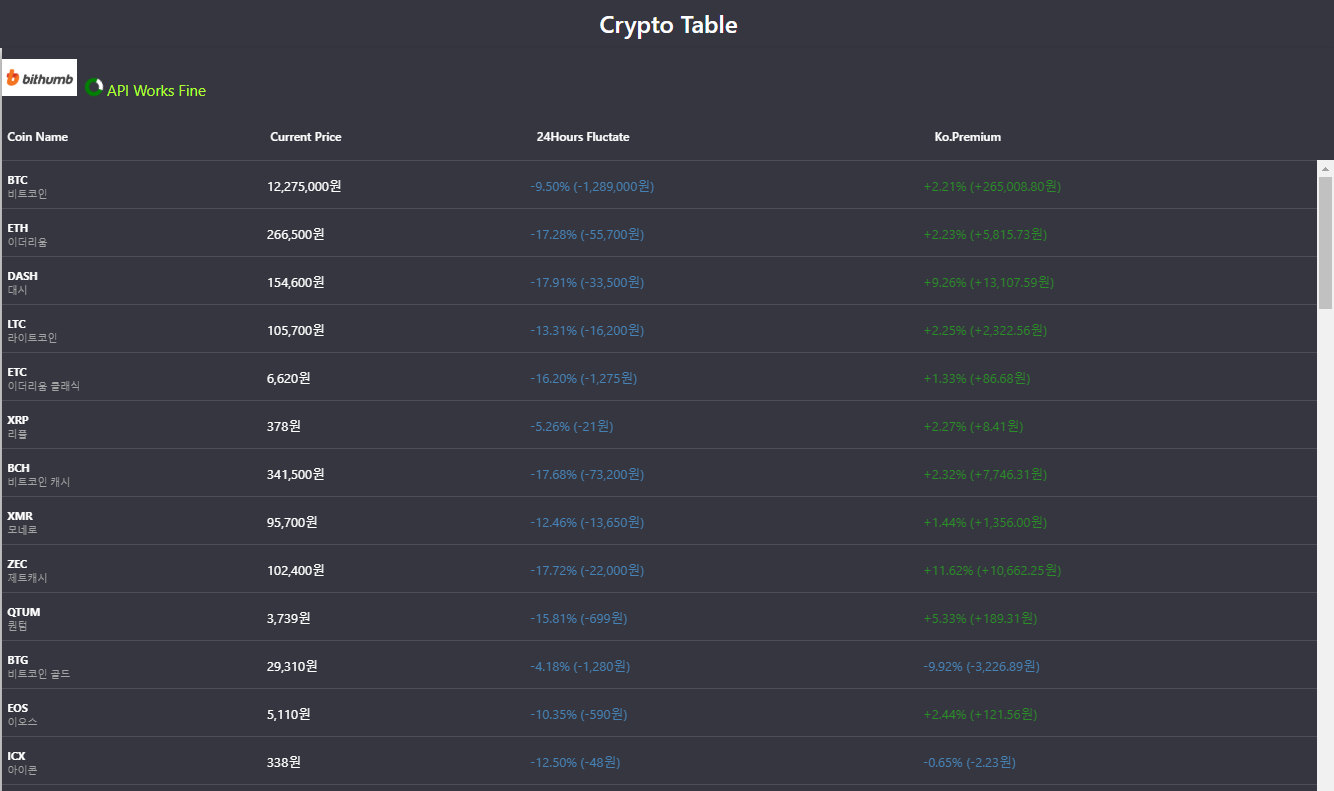 Crypto Table
bithumb API Works Fine
Coin Name Current Price 24Hours Fluctate Ko.Premium
BTC
비트코인
12,275,000원 -9.50% (-1,289,000원) +2.21% (+265,008.80원)
ETH
이더리움
266,500원 -17.28% (-55,700원) +2.23% (+5,815.73원)
DASH
대시
154,600원 -17.91% (-33,500원) +9.26% (+13,107.59원)
LTC
라이트코인
105,700원 -13.31% (-16,200원) +2.25% (+2,322.56원)
ETC
이더리움 클래식
6,620원 -16.20% (-1,275원) +1.33% (+86.68원)
XRP
리플
378원 -5.26% (-21원) +2.27% (+8.41원)
BCH
비트코인 캐시
341,500원 -17.68% (-73,200원) +2.32% (+7,746.31원)
XMR
모네로
95,700원 -12.46% (-13,650원) +1.44% (+1,356.00원)
ZEC
제트캐시
102,400원 -17.72% (-22,000원) +11.62% (+10,662.25원)
QTUM
퀀텀
3,739원 -15.81% (-699원) +5.33% (+189.31원)
BTG
비트코인 골드
29,310원 -4.18% (-1,280원) -9.92% (-3,226.89원)
EOS
이오스
5,110원 -10.35% (-590원) +2.44% (+121.56원)
ICX
아이콘
338원 -12.50% (-48원) -0.65% (-2.23원)